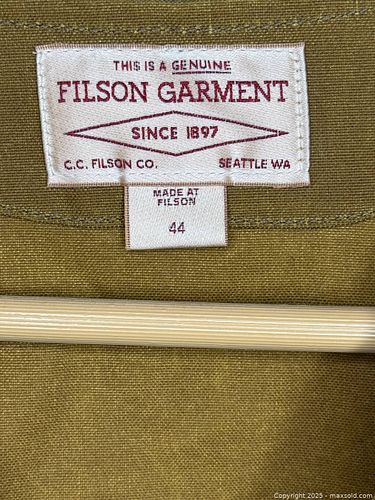 THIS IS A GENUINE
FILSON GARMENT
SINCE 1897
C.C. FILSON CO. SEATTLE WA
MADE AT
FILSON
44
Copyright 2025 - maxsold.com